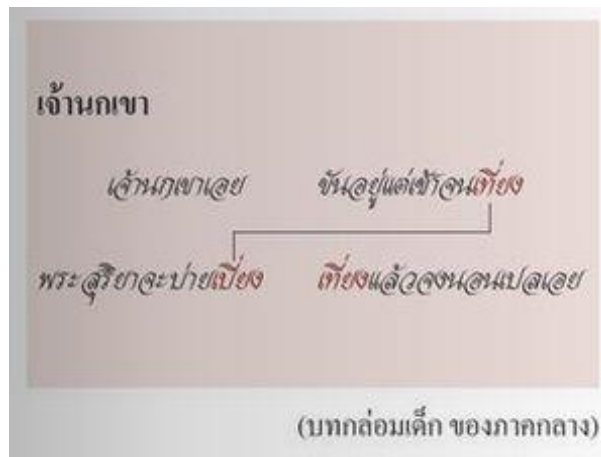 เจ้านกเขา
เจ้านกเขาเอย ขันอยู่แต่เช้าจนเที่ยง
พระสุริยาจะบ่ายเบี่ยง เที่ยงแล้วจงนอนเปลเอย
(บทกล่อมเด็ก ของภาคกลาง)